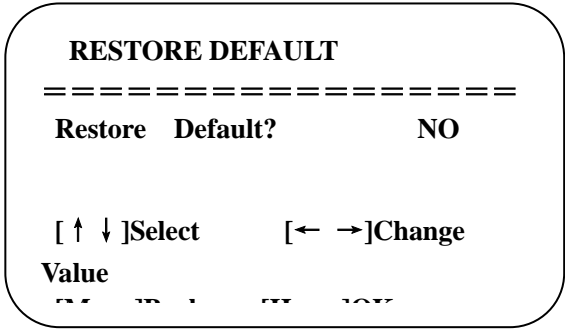 RESTORE DEFAULT
=================
Restore Default? NO
[↑ ↓]Select [← →]Change
Value